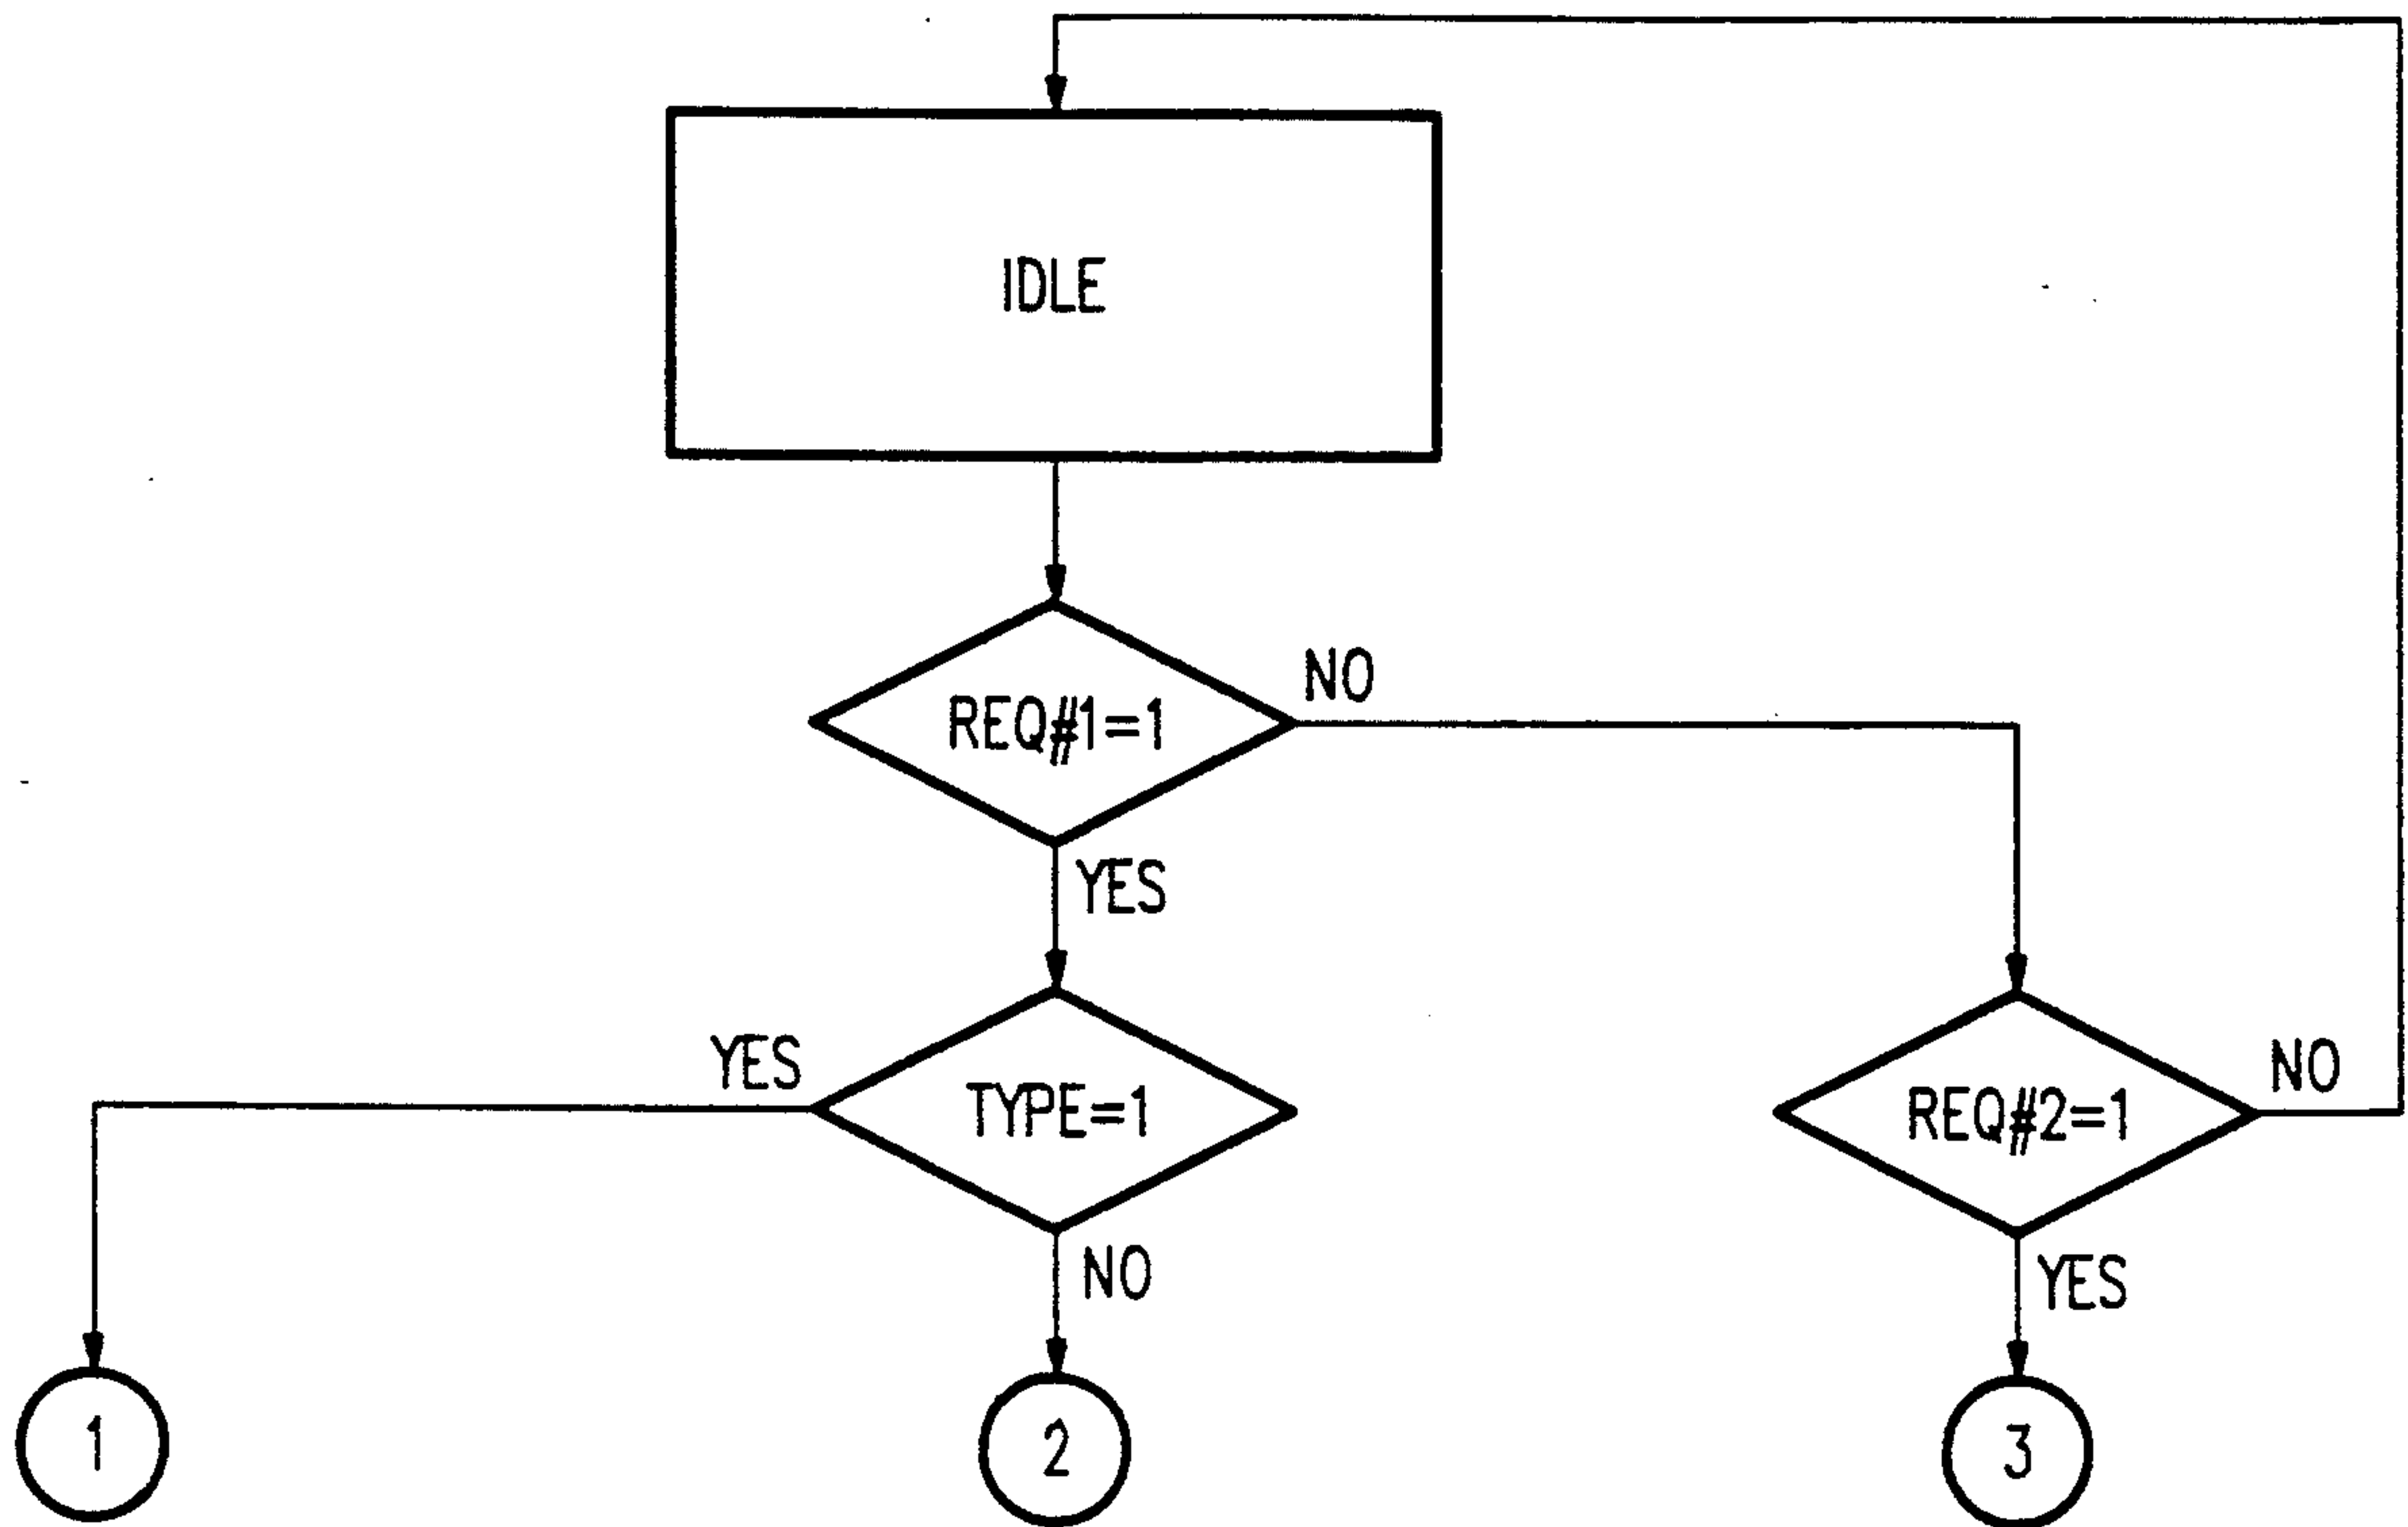 IDLE
REQ#1=1
NO
YES
YES
TYPE=1
NO
REQ#2=1
NO
YES
1
2
3